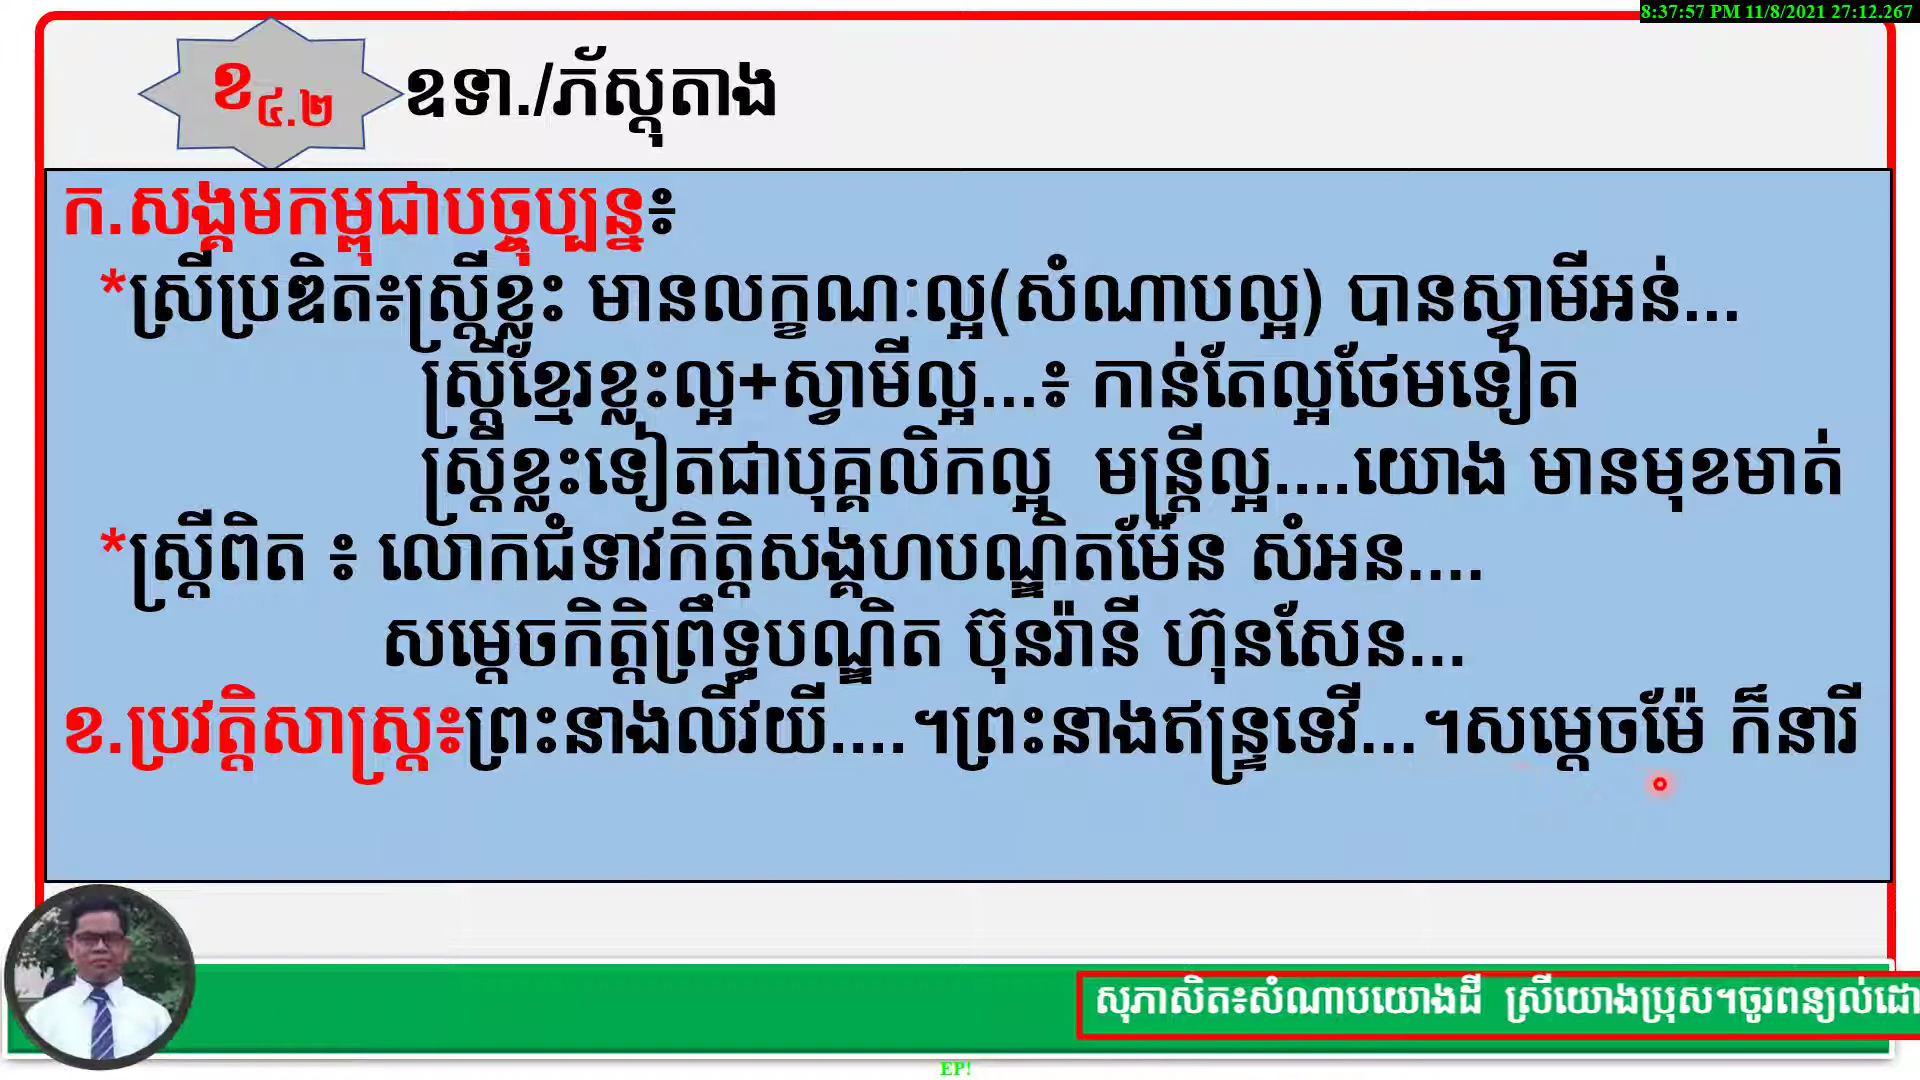 8:37:57 PM 11/8/2021 27:12.267
ខ៤.២ ឧទា./ភ័ស្តុតាង
ក.សង្គមកម្ពុជាបច្ចុប្បន្ន៖
*ស្រីប្រឌិត៖ស្ត្រីខ្លះ មានលក្ខណៈល្អ(សំណាបល្អ) បានស្វាមីអន់...
ស្ត្រីខ្មែរខ្លះល្អ+ស្វាមីល្អ...៖ កាន់តែល្អថែមទៀត
ស្ត្រីខ្លះទៀតជាបុគ្គលិកល្អ មន្ត្រីល្អ....យោង មានមុខមាត់
*ស្ត្រីពិត ៖ លោកជំទាវកិត្តិសង្គហបណ្ឌិតម៉ែន សំអន....
សម្តេចកិត្តិព្រឹទ្ធបណ្ឌិត ប៊ុនរ៉ានី ហ៊ុនសែន...
ខ.ប្រវត្តិសាស្ត្រ៖ព្រះនាងលីវយី....។ព្រះនាងឥន្ទ្រទេវី...។សម្តេចម៉ែ ក៏នារី
សុភាសិត៖សំណាបយោងដី ស្រីយោងប្រុស។ចូរពន្យល់ដោ
EP!